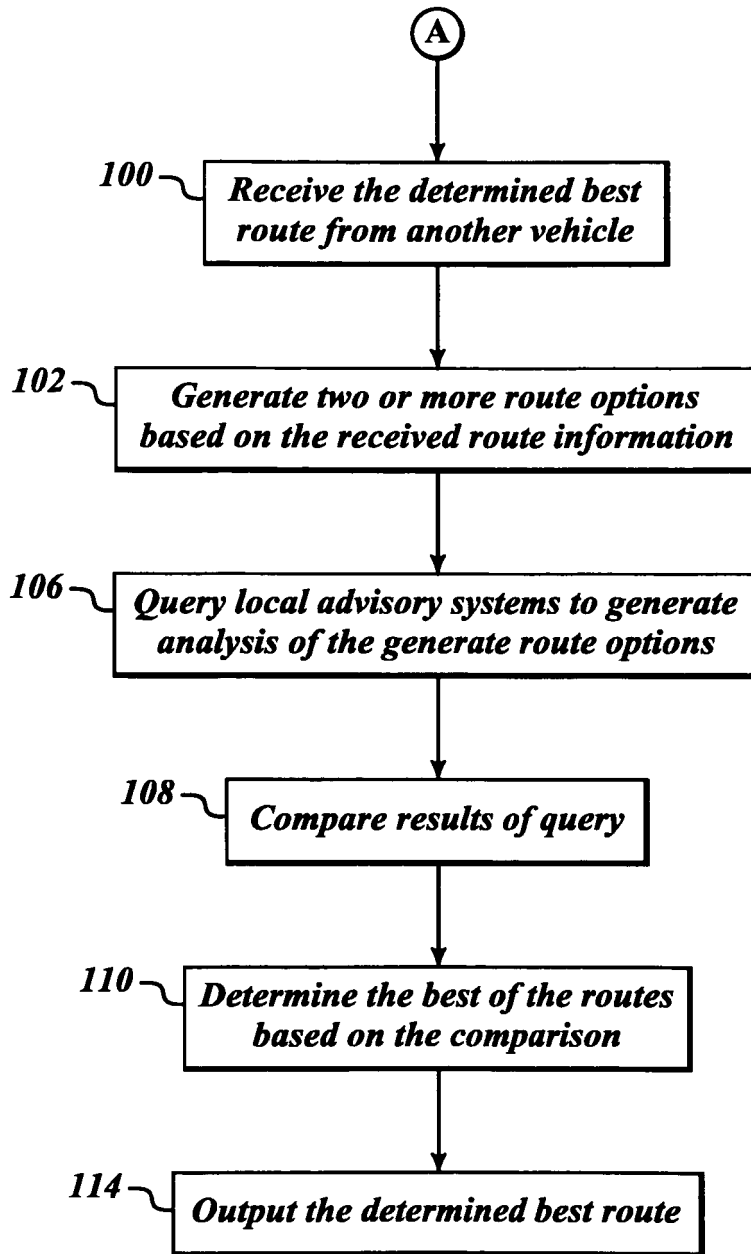 A
100
Receive the determined best
route from another vehicle
102
Generate two or more route options
based on the received route information
106
Query local advisory systems to generate
analysis of the generate route options
108
Compare results of query
110
Determine the best of the routes
based on the comparison
114
Output the determined best route